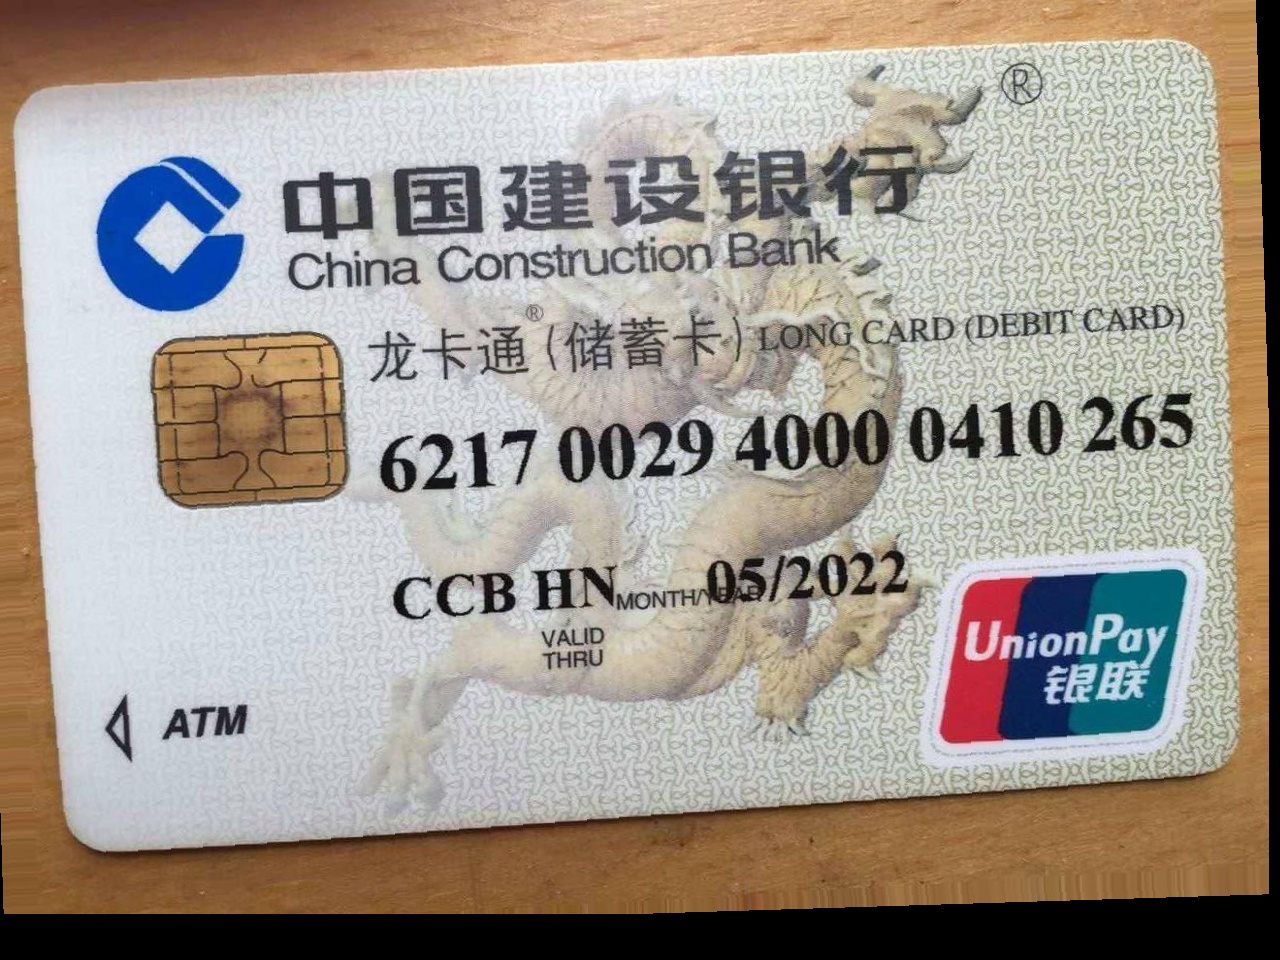 ®
中国建设银行
China Construction Bank
龙卡通®(储蓄卡) LONG CARD (DEBIT CARD)
6217 0029 4000 0410 265
CCB HN MONTH/YEAR 05/2022
VALID
THRU
ATM
UnionPay
银联